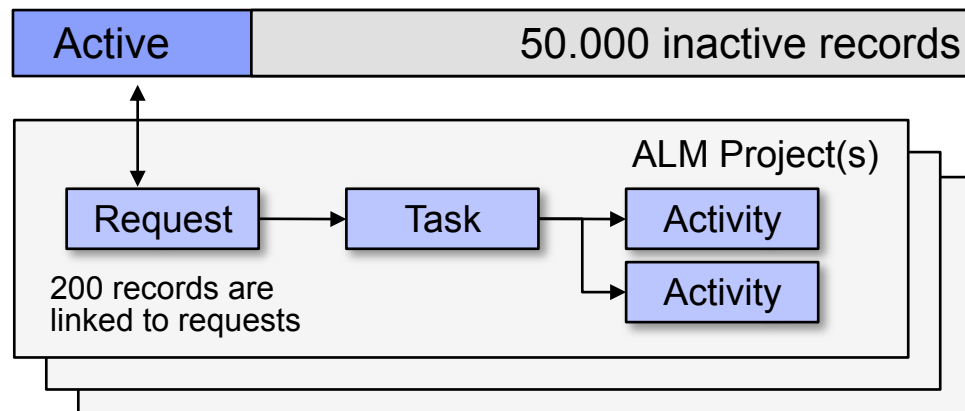 Active
50.000 inactive records
ALM Project(s)
Request
Task
Activity
Activity
200 records are
linked to requests